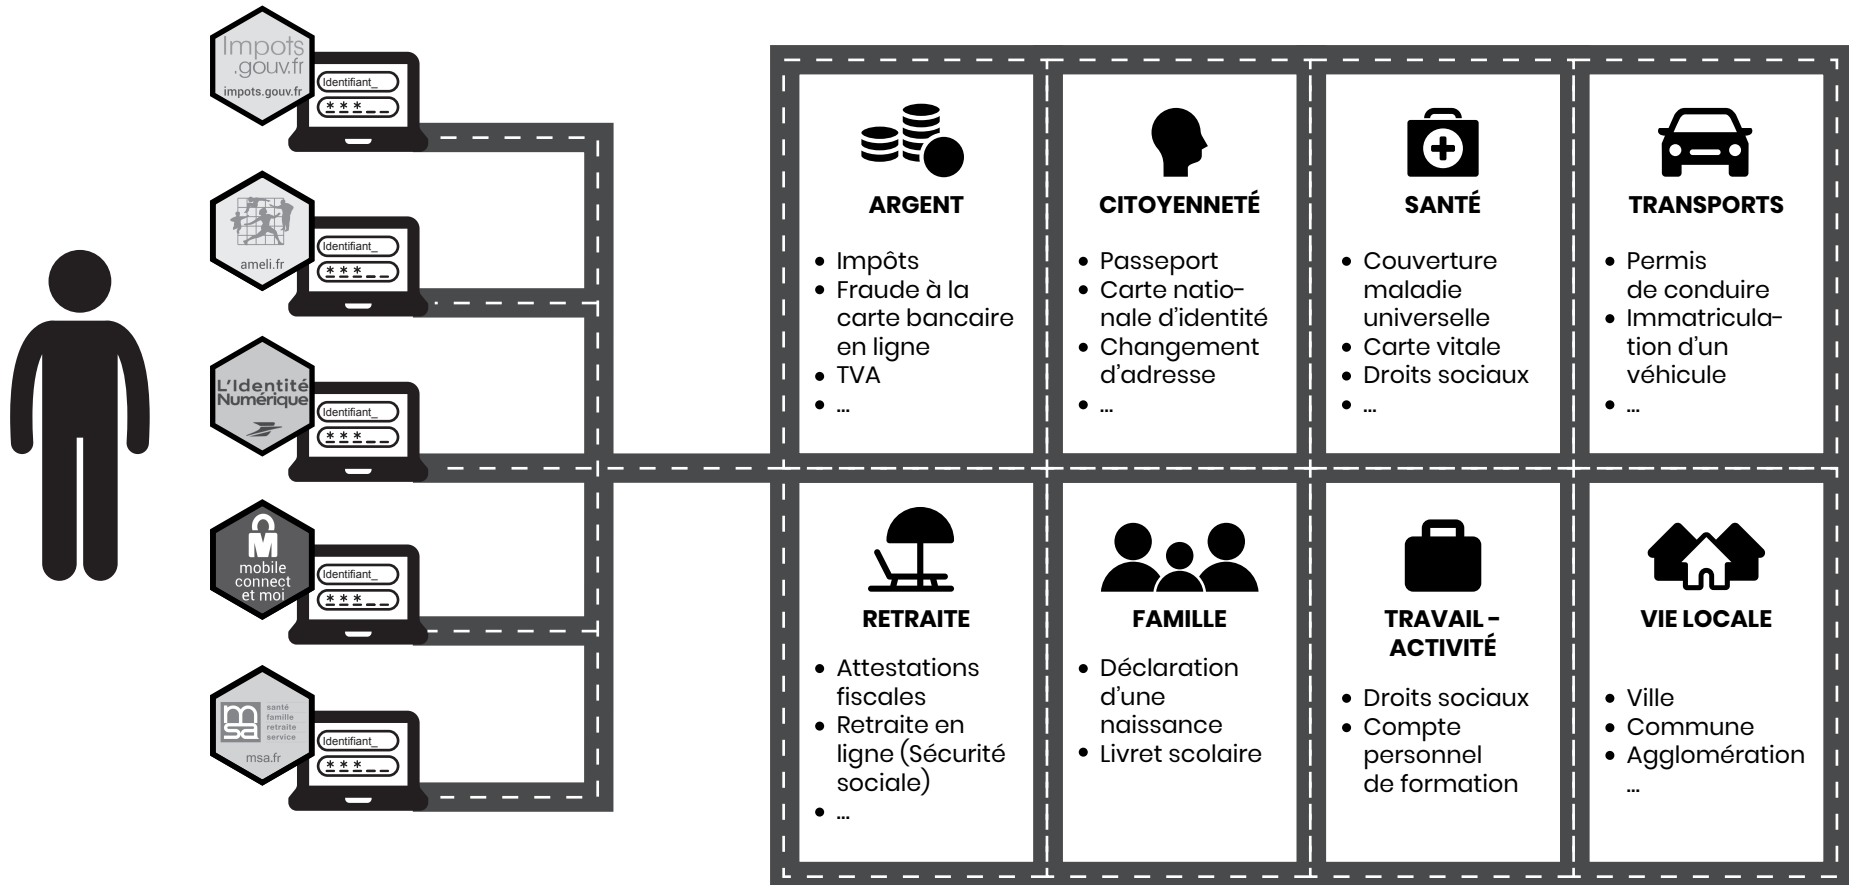 Impots
.gouv.fr
impots.gouv.fr
Identifiant_
***__
ameli.fr
Identifiant_
***__
L'Identité
Numérique
Identifiant_
***__
M
mobile
connect
et moi
Identifiant_
***__
msa
santé
famille
retraite
service
msa.fr
Identifiant_
***__
ARGENT
• Impôts
• Fraude à la
carte bancaire
en ligne
• TVA
• ...
CITOYENNETÉ
• Passeport
• Carte natio-
nale d'identité
• Changement
d'adresse
• ...
SANTÉ
• Couverture
maladie
universelle
• Carte vitale
• Droits sociaux
• ...
TRANSPORTS
• Permis
de conduire
• Immatricula-
tion d'un
véhicule
• ...
RETRAITE
• Attestations
fiscales
• Retraite en
ligne (Sécurité
sociale)
• ...
FAMILLE
• Déclaration
d'une
naissance
• Livret scolaire
TRAVAIL -
ACTIVITÉ
• Droits sociaux
• Compte
personnel
de formation
VIE LOCALE
• Ville
• Commune
• Agglomération
...